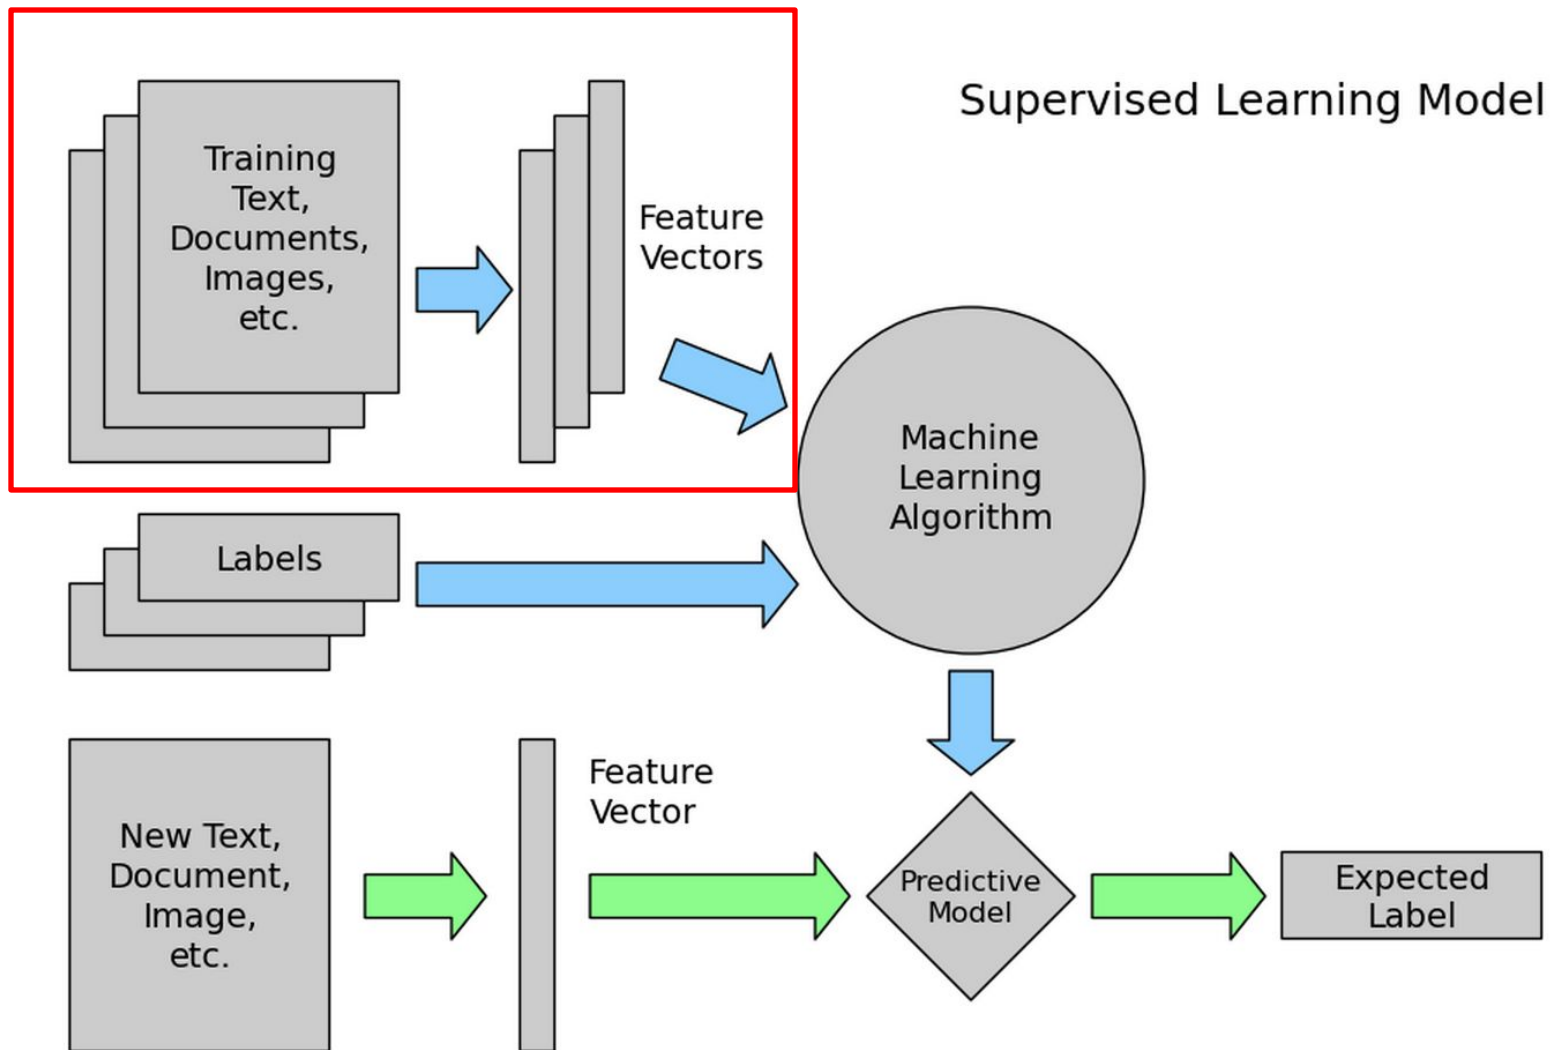 Supervised Learning Model
Training
Text,
Documents,
Images,
etc.
Feature
Vectors
Machine
Learning
Algorithm
Labels
New Text,
Document,
Image,
etc.
Feature
Vector
Predictive
Model
Expected
Label